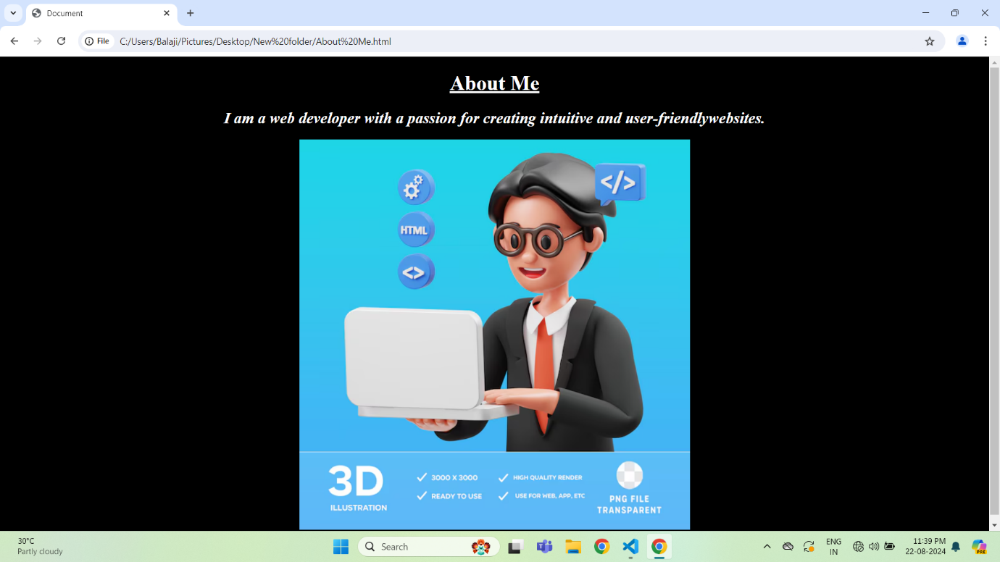 Document
File
C:/Users/Balaji/Pictures/Desktop/New%20folder/About%20Me.html
About Me
I am a web developer with a passion for creating intuitive and user-friendlywebsites.
</>
HTML
<>
3D
ILLUSTRATION
3000 X 3000
READY TO USE
HIGH QUALITY RENDER
USE FOR WEB, APP, ETC
PNG FILE
TRANSPARENT
30°C
Partly cloudy
Search
ENG
IN
11:39 PM
22-08-2024
PRE